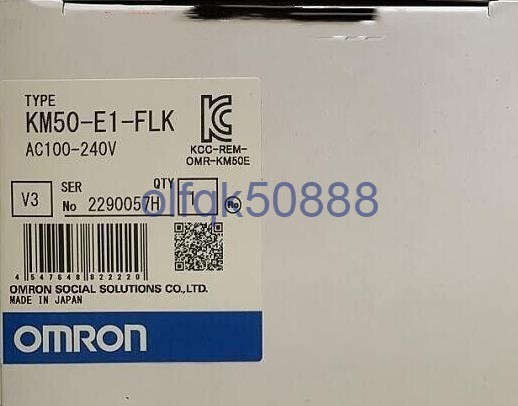 TYPE
KM50-E1-FLK
AC100-240V
KCC-REM-
OMR-KM50E
V3
SER
No 2290057H
QTY
1
olfqk50888
4 547648 822220
OMRON SOCIAL SOLUTIONS CO.,LTD.
MADE IN JAPAN
OMRON